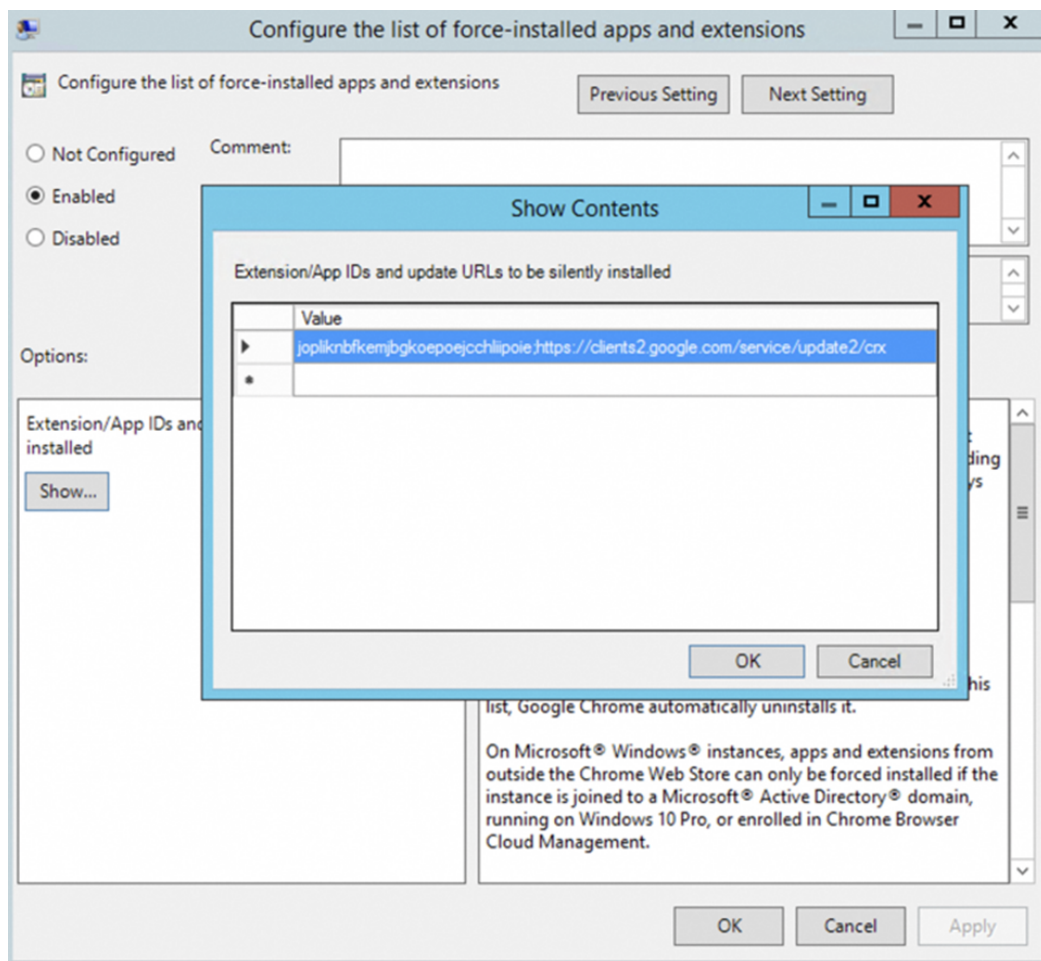 Configure the list of force-installed apps and extensions
Configure the list of force-installed apps and extensions
Previous Setting
Next Setting
Not Configured
Comment:
Enabled
Disabled
Show Contents
Extension/App IDs and update URLs to be silently installed
Value
jopliknbfkemjbgkoepoejcchliipoie;https://clients2.google.com/service/update2/crx
Options:
Extension/App IDs and
installed
Show...
ding
ys
OK
Cancel
his
list, Google Chrome automatically uninstalls it.
On Microsoft® Windows® instances, apps and extensions from
outside the Chrome Web Store can only be forced installed if the
instance is joined to a Microsoft® Active Directory® domain,
running on Windows 10 Pro, or enrolled in Chrome Browser
Cloud Management.
OK
Cancel
Apply